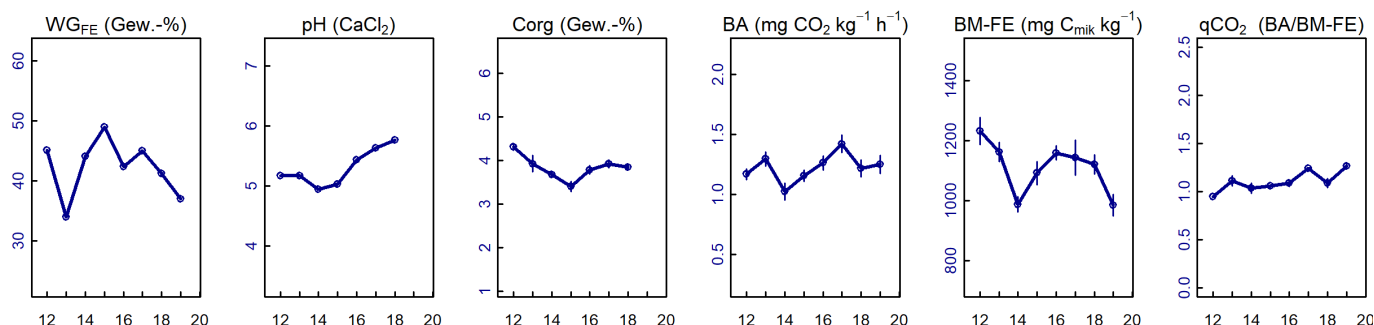 WG_FE (Gew.-%)
60
50
40
30
12 14 16 18 20
pH (CaCl₂)
7
6
5
4
12 14 16 18 20
Corg (Gew.-%)
6
5
4
3
2
1
12 14 16 18 20
BA (mg CO₂ kg⁻¹ h⁻¹)
2.0
1.5
1.0
0.5
12 14 16 18 20
BM-FE (mg C_mik kg⁻¹)
1400
1200
1000
800
12 14 16 18 20
qCO₂ (BA/BM-FE)
2.5
2.0
1.5
1.0
0.5
0.0
12 14 16 18 20